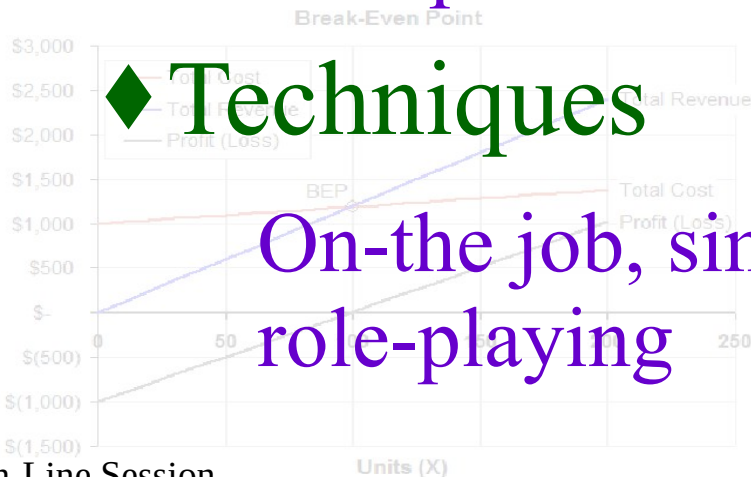 Break-Even Point
$3,000
Total Cost
♦ Techniques
$2,500
Total Revenue
Total Revenue
$2,000
Profit (Loss)
$1,500
BEP
Total Cost
$1,000
Profit (Loss)
On-the job,
$500
$-
0 50 200 250
role-playing
$(500)
$(1,000)
$(1,500)
Line Session
Units (X)